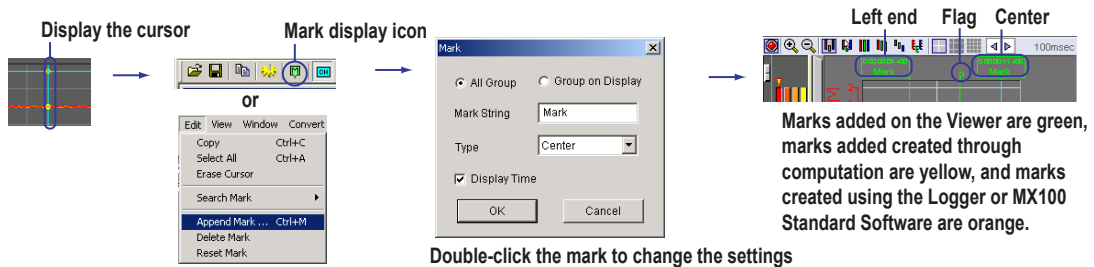 Display the cursor
Mark display icon
or
Edit View Window Convert
Copy Ctrl+C
Select All Ctrl+A
Erase Cursor
Search Mark
Append Mark ... Ctrl+M
Delete Mark
Reset Mark
Mark
All Group Group on Display
Mark String Mark
Type Center
Display Time
OK Cancel
Double-click the mark to change the settings
Left end Flag Center
100msec
Mark
Mark
Marks added on the Viewer are green,
marks added created through
computation are yellow, and marks
created using the Logger or MX100
Standard Software are orange.